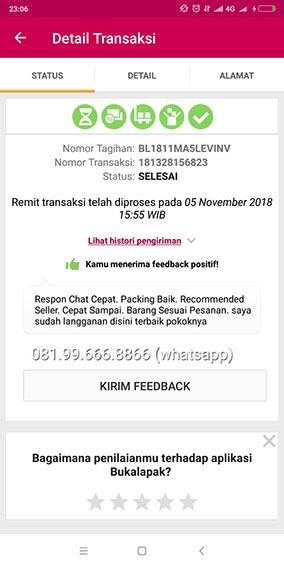 23:06
4G
Detail Transaksi
STATUS
DETAIL
ALAMAT
Nomor Tagihan: BL1811MA5LEVINV
Nomor Transaksi: 181328156823
Status: SELESAI
Remit transaksi telah diproses pada 05 November 2018
15:55 WIB
Lihat histori pengiriman
Kamu menerima feedback positif!
Respon Chat Cepat. Packing Baik. Recommended
Seller. Cepat Sampai. Barang Sesuai Pesanan. saya
sudah langganan disini terbaik pokoknya
081.99.666.8866 (whatsapp)
KIRIM FEEDBACK
Bagaimana penilaianmu terhadap aplikasi
Bukalapak?